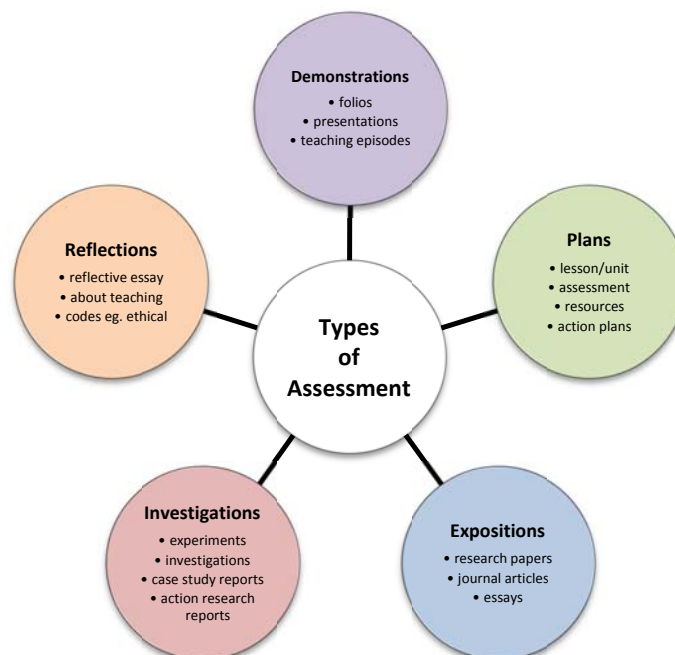 Demonstrations
• folios
• presentations
• teaching episodes
Reflections
• reflective essay
• about teaching
• codes eg. ethical
Plans
• lesson/unit
• assessment
• resources
• action plans
Types
of
Assessment
Investigations
• experiments
• investigations
• case study reports
• action research
reports
Expositions
• research papers
• journal articles
• essays